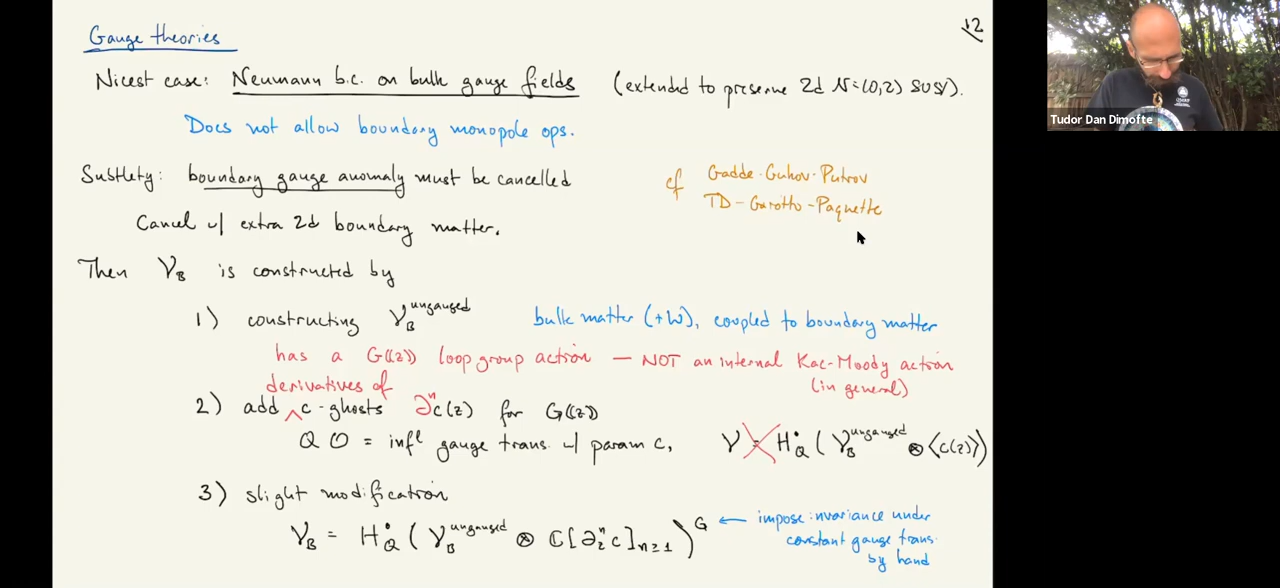 Gauge theories
12
Nicest case: Neumann b.c. on bulk gauge fields (extended to preserve 2d N=(0,2) SUSY).
Does not allow boundary monopole ops.
Subtlety: boundary gauge anomaly must be cancelled
cf Gadde-Gukov-Putrov
TD-Gaiotto-Paquette
Cancel w/ extra 2d boundary matter.
Then V_B is constructed by
1) constructing V_B^ungauged bulk matter (+W), coupled to boundary matter
has a G((z)) loop group action — NOT an internal Kac-Moody action
(in general)
derivatives of
2) add ^ c-ghosts ∂^n c(z) for G((z))
Q O = infl gauge trans. w/ param c, V = H_Q^•(V_B^ungauged ⊗ ⟨c(z)⟩)
3) slight modification
V_B = H_Q^•(V_B^ungauged ⊗ C[∂_z^n c]_{n≥1})^G ← impose invariance under
constant gauge trans.
by hand
Tudor Dan Dimofte